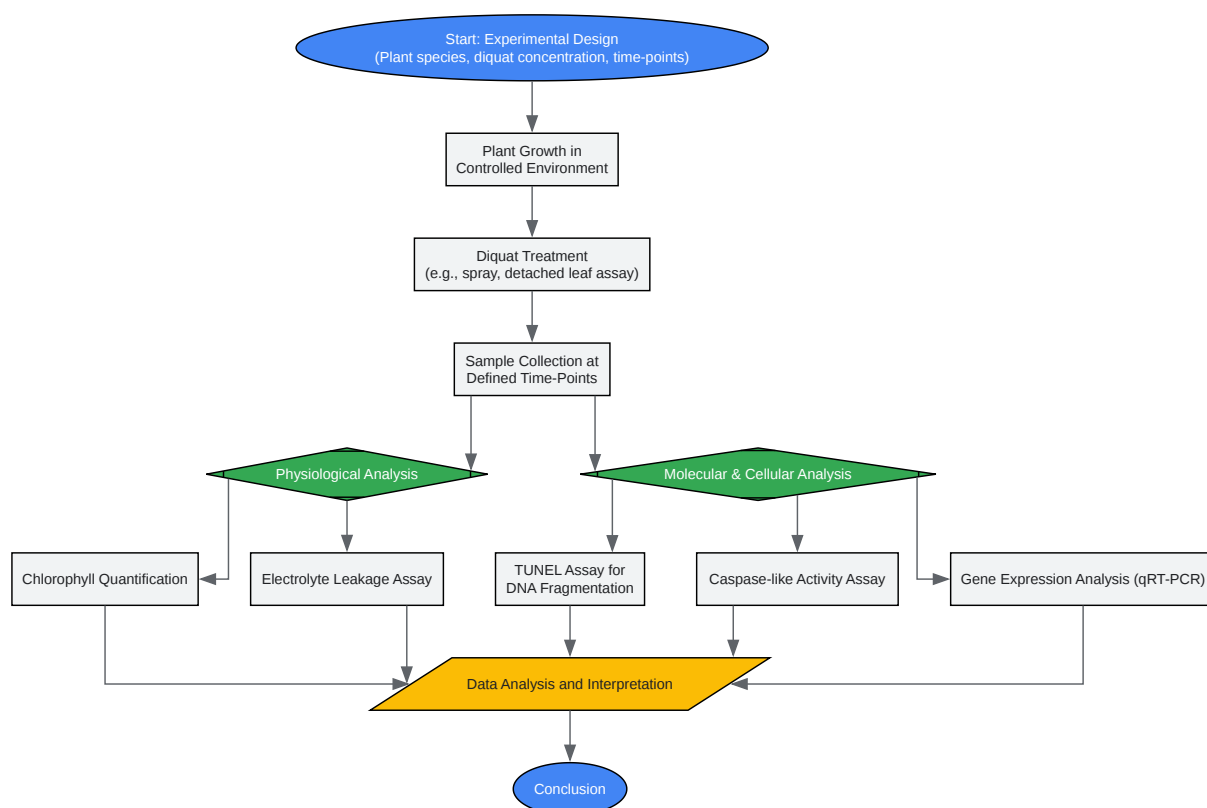 Start: Experimental Design
(Plant species, diquat concentration, time-points)
Plant Growth in
Controlled Environment
Diquat Treatment
(e.g., spray, detached leaf assay)
Sample Collection at
Defined Time-Points
Physiological Analysis
Molecular & Cellular Analysis
Chlorophyll Quantification
Electrolyte Leakage Assay
TUNEL Assay for
DNA Fragmentation
Caspase-like Activity Assay
Gene Expression Analysis (qRT-PCR)
Data Analysis and Interpretation
Conclusion